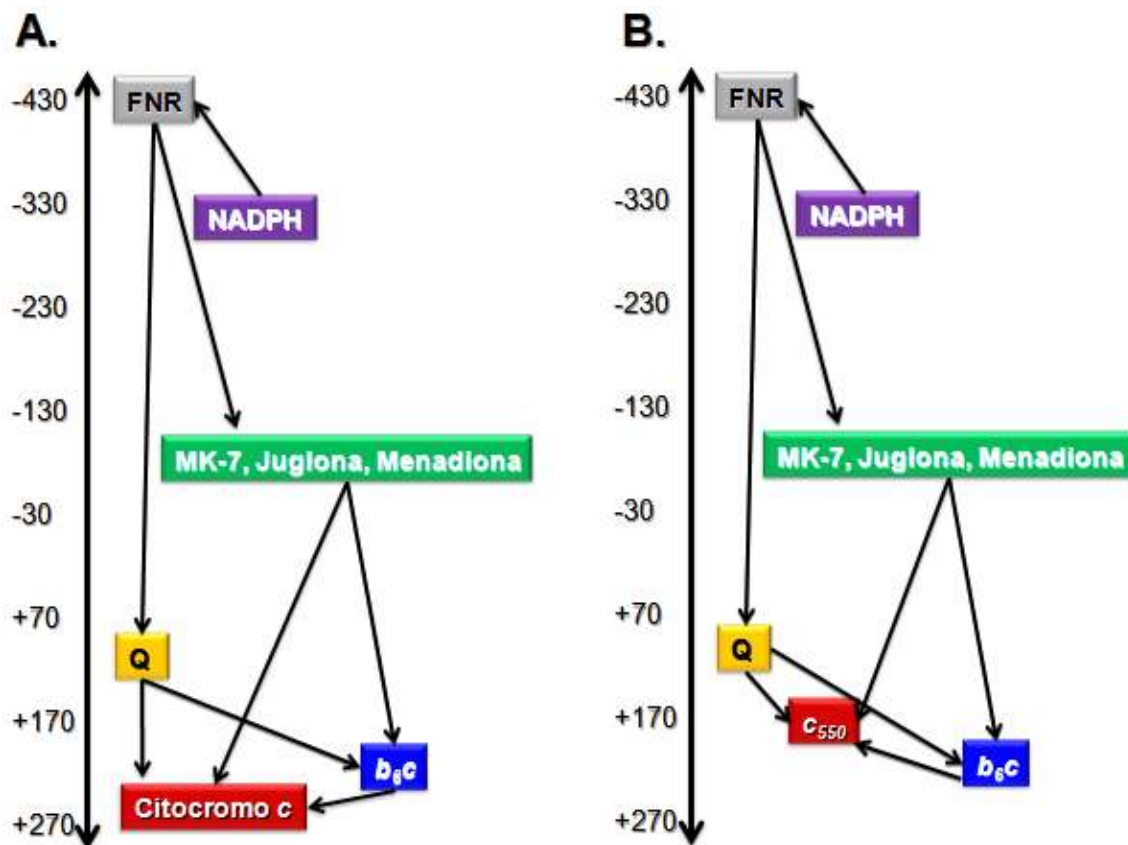 A.
-430
-330
-230
-130
-30
+70
+170
+270
FNR
NADPH
MK-7, Juglona, Menadiona
Q
b₆c
Citocromo c
B.
-430
-330
-230
-130
-30
+70
+170
+270
FNR
NADPH
MK-7, Juglona, Menadiona
Q
c₅₅₀
b₆c